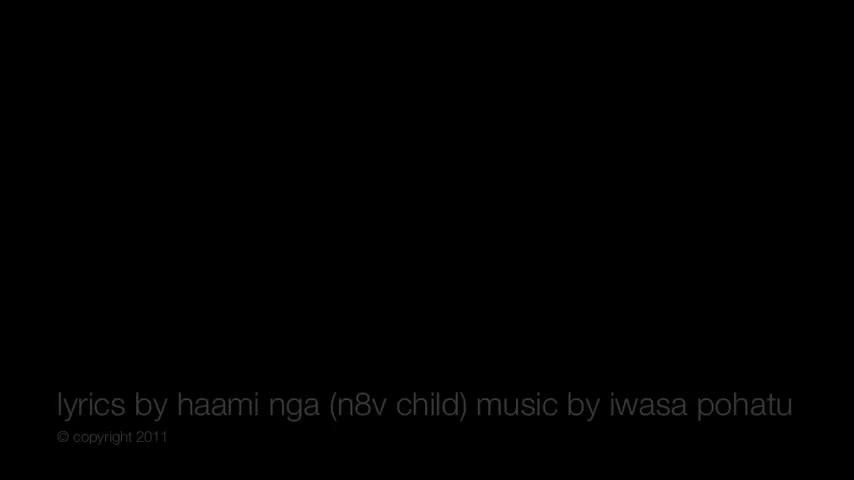 lyrics by haami nga (n8v child) music by iwasa pohatu
© copyright 2011